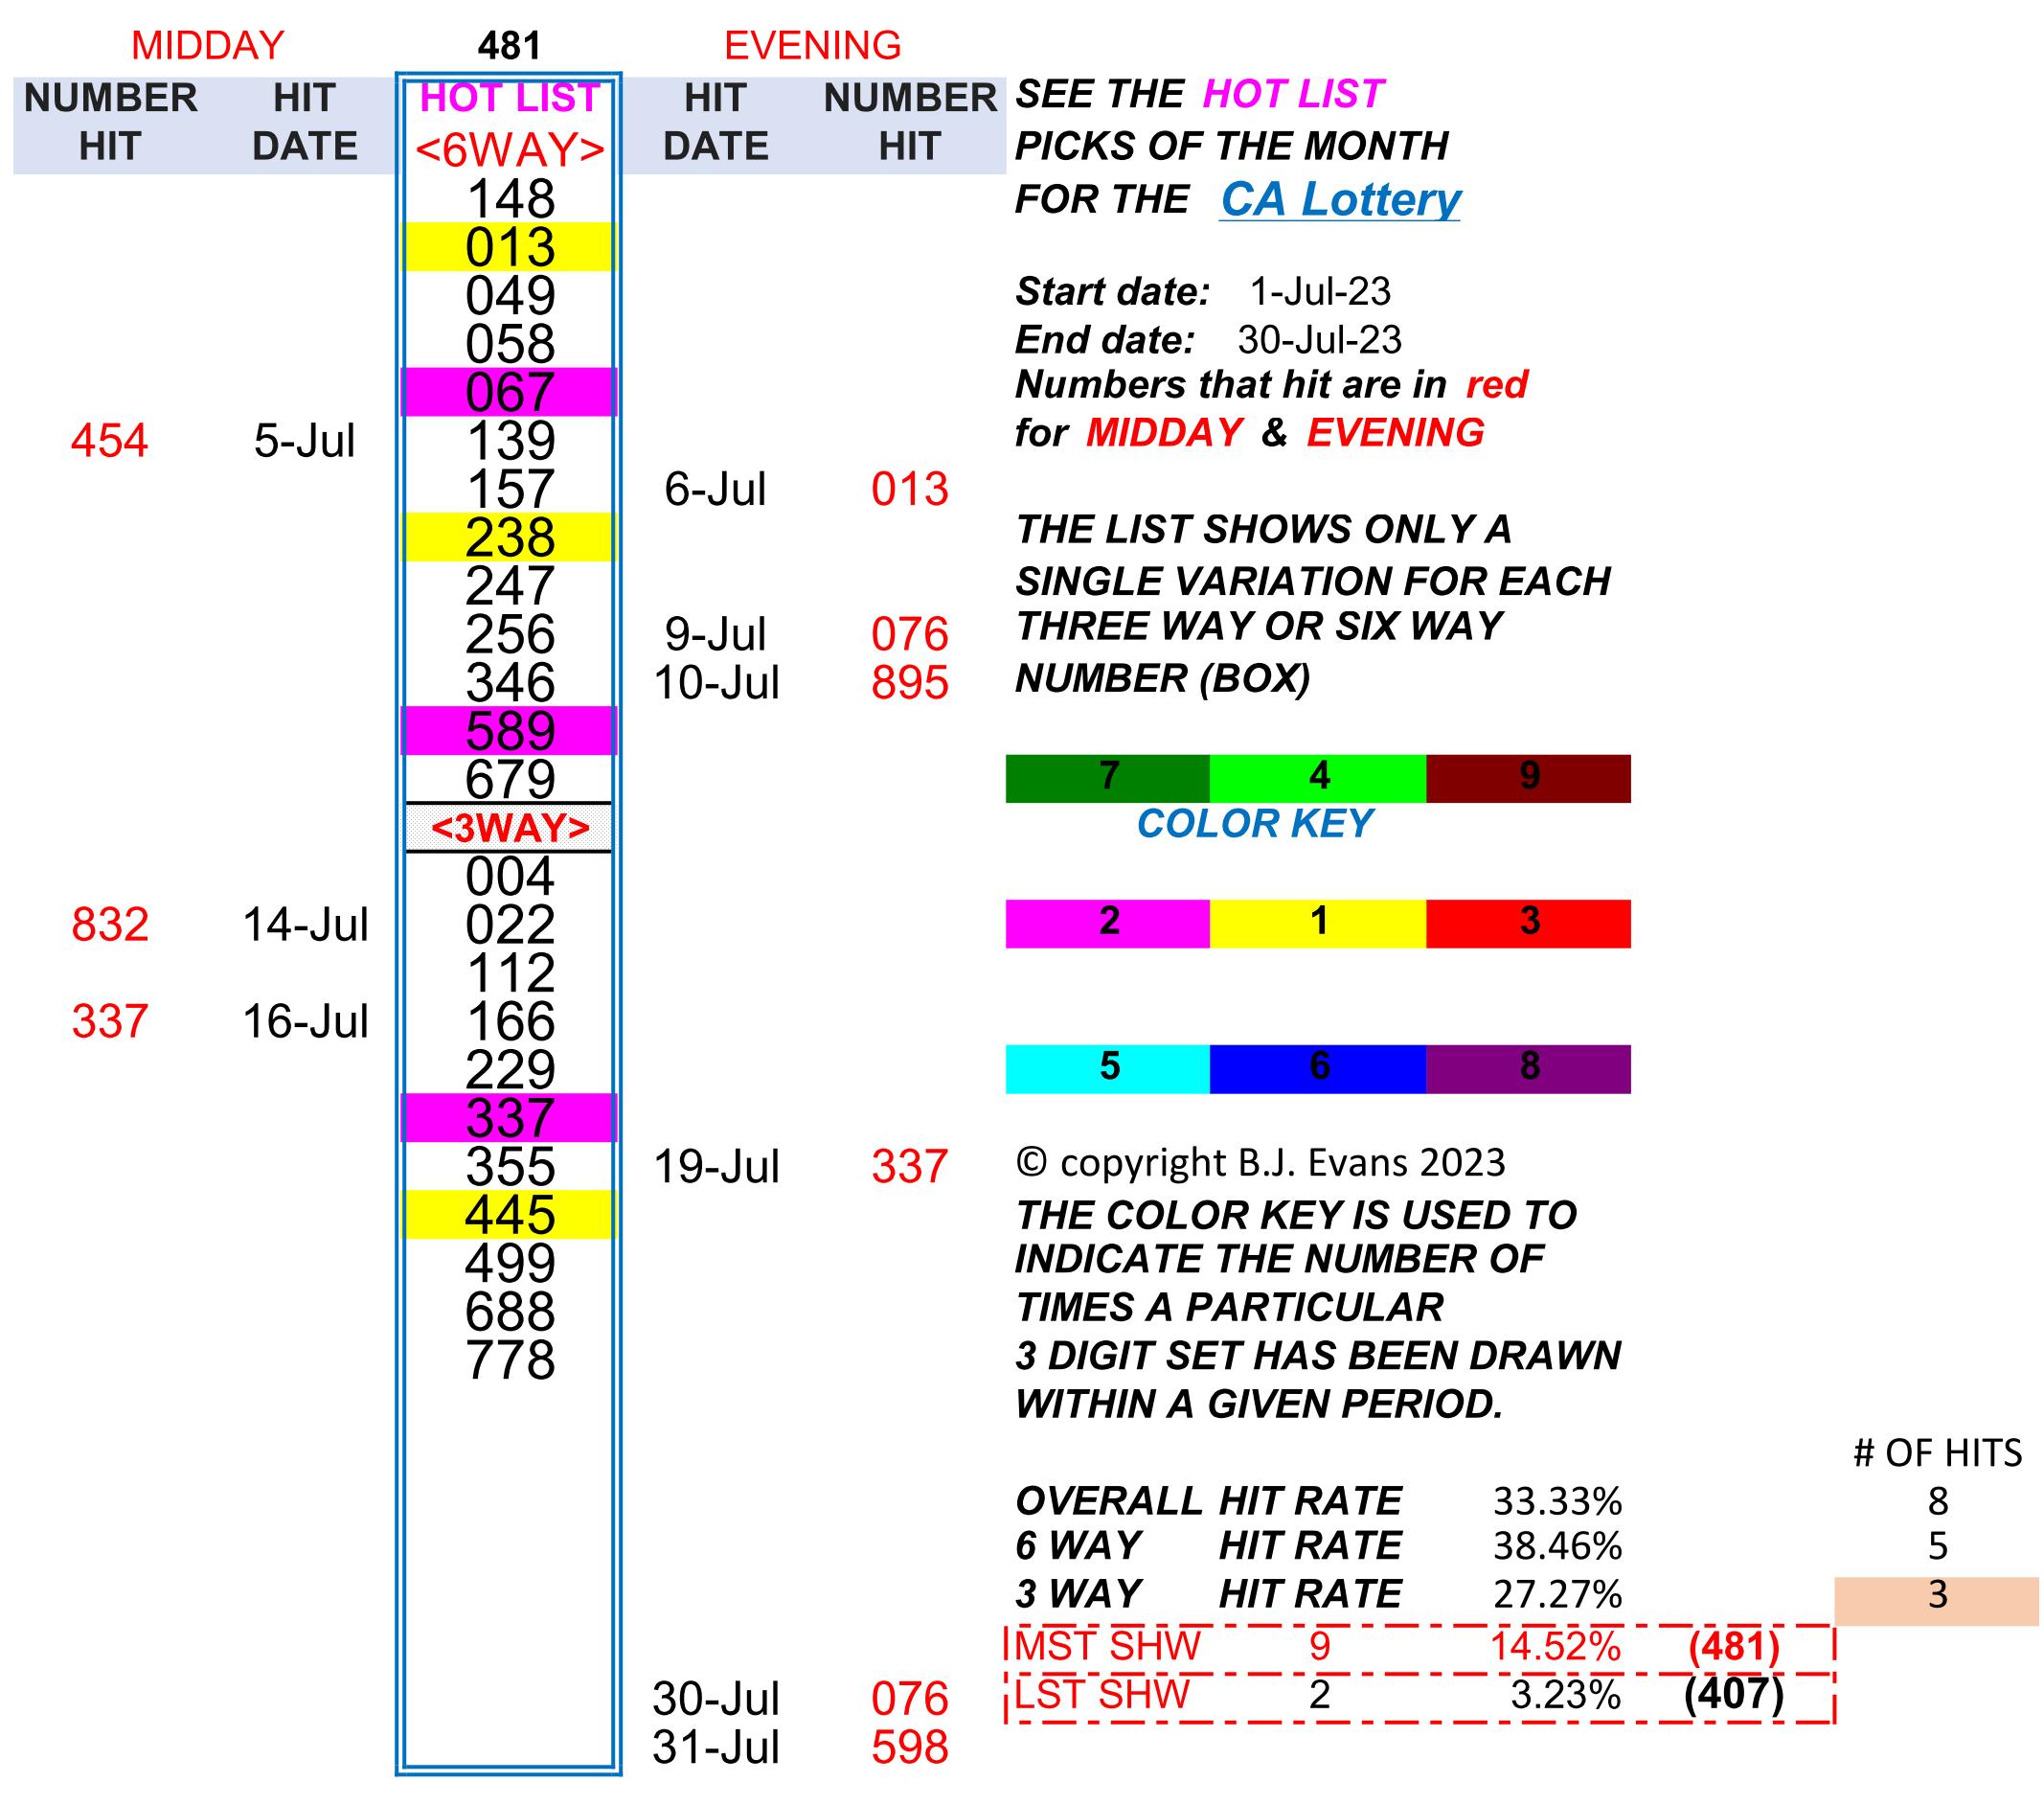 MIDDAY 481 EVENING
NUMBER HIT HOT LIST HIT NUMBER SEE THE HOT LIST
HIT DATE <6WAY> DATE HIT PICKS OF THE MONTH
148 FOR THE CA Lottery
013
049 Start date: 1-Jul-23
058 End date: 30-Jul-23
067 Numbers that hit are in red
454 5-Jul 139 for MIDDAY & EVENING
157 6-Jul 013
238 THE LIST SHOWS ONLY A
247 SINGLE VARIATION FOR EACH
256 9-Jul 076 THREE WAY OR SIX WAY
346 10-Jul 895 NUMBER (BOX)
589
679 7 4 9
<3WAY> COLOR KEY
004
832 14-Jul 022 2 1 3
112
337 16-Jul 166
229 5 6 8
337
355 19-Jul 337 © copyright B.J. Evans 2023
445 THE COLOR KEY IS USED TO
499 INDICATE THE NUMBER OF
688 TIMES A PARTICULAR
778 3 DIGIT SET HAS BEEN DRAWN
WITHIN A GIVEN PERIOD.
# OF HITS
OVERALL HIT RATE 33.33% 8
6 WAY HIT RATE 38.46% 5
3 WAY HIT RATE 27.27% 3
MST SHW 9 14.52% (481)
30-Jul 076 LST SHW 2 3.23% (407)
31-Jul 598